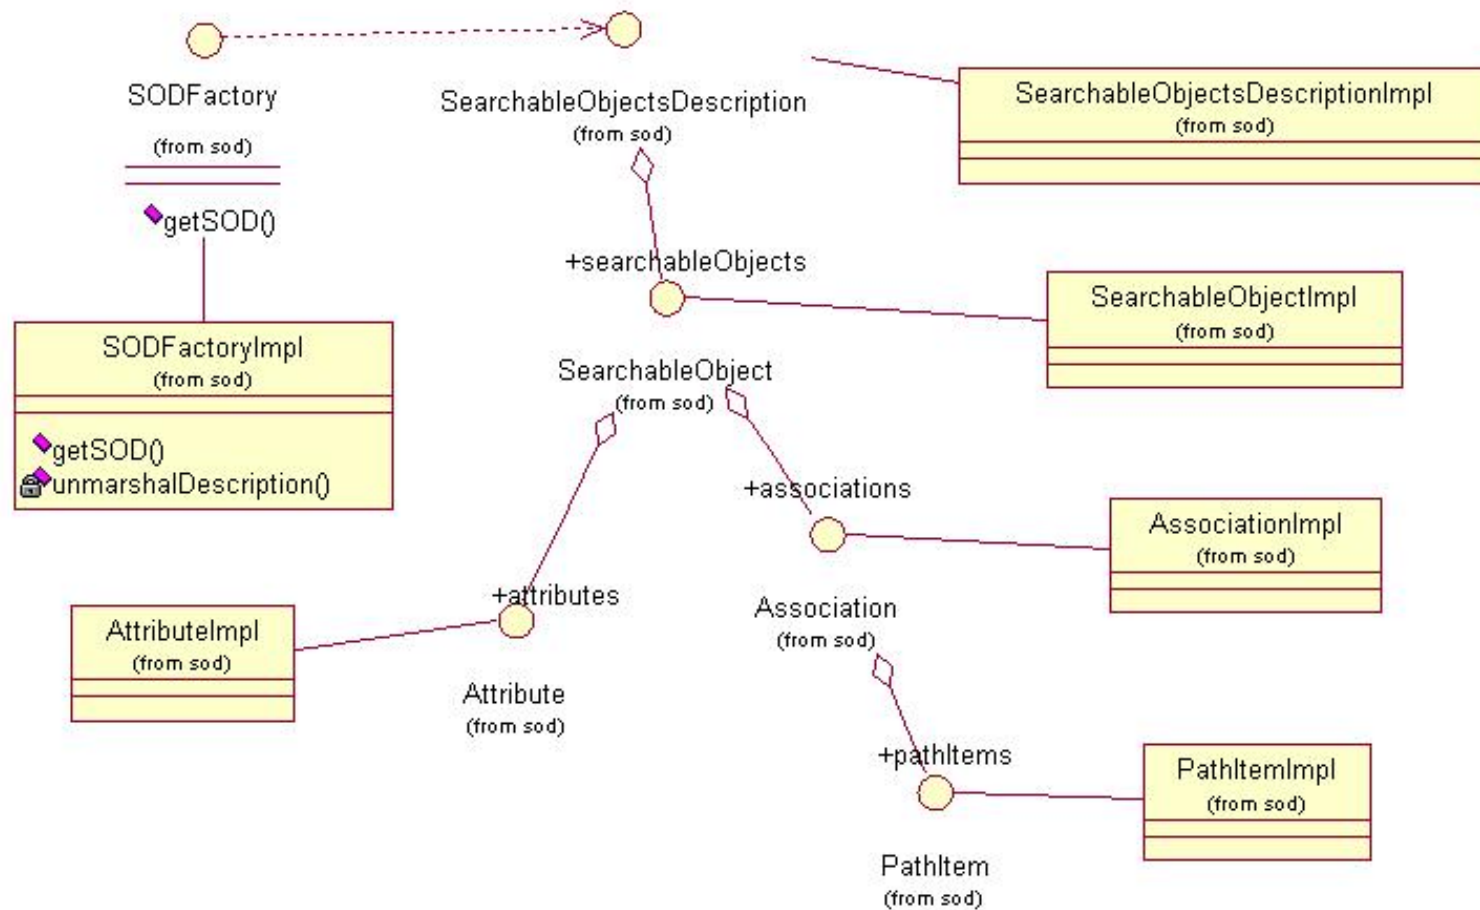 SODFactory
(from sod)
getSOD()
SearchableObjectsDescription
(from sod)
SearchableObjectsDescriptionImpl
(from sod)
+searchableObjects
SearchableObjectImpl
(from sod)
SODFactoryImpl
(from sod)
getSOD()
unmarshalDescription()
SearchableObject
(from sod)
+associations
AssociationImpl
(from sod)
+attributes
AttributeImpl
(from sod)
Attribute
(from sod)
Association
(from sod)
+pathItems
PathItemImpl
(from sod)
PathItem
(from sod)